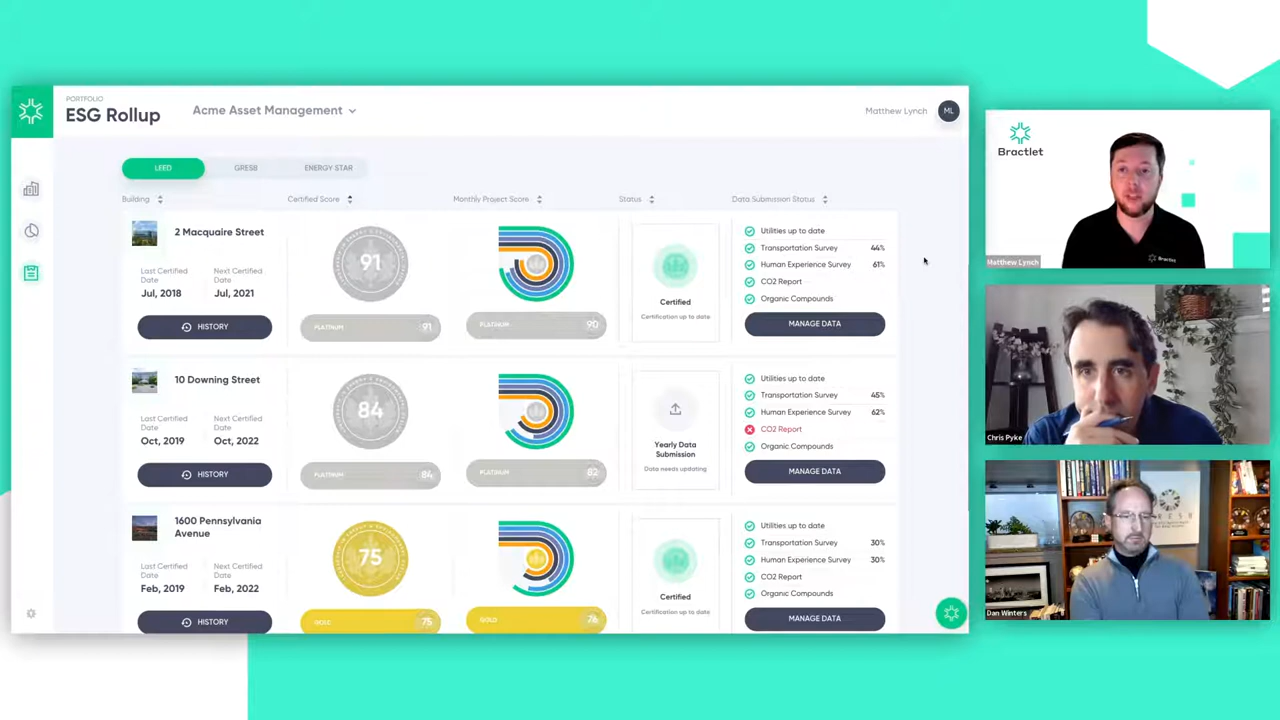 PORTFOLIO
ESG Rollup
Acme Asset Management
Matthew Lynch
ML
LEED
GRESB
ENERGY STAR
Building
Certified Score
Monthly Project Score
Status
Data Submission Status
2 Macquaire Street
Last Certified Date
Next Certified Date
Jul, 2018
Jul, 2021
HISTORY
91
PLATINUM
91
PLATINUM
90
Certified
Certification up to date
Utilities up to date
Transportation Survey 44%
Human Experience Survey 61%
CO2 Report
Organic Compounds
MANAGE DATA
10 Downing Street
Last Certified Date
Next Certified Date
Oct, 2019
Oct, 2022
HISTORY
84
PLATINUM
84
PLATINUM
82
Yearly Data
Submission
Data needs updating
Utilities up to date
Transportation Survey 45%
Human Experience Survey 62%
CO2 Report
Organic Compounds
MANAGE DATA
1600 Pennsylvania
Avenue
Last Certified Date
Next Certified Date
Feb, 2019
Feb, 2022
HISTORY
75
GOLD
75
GOLD
76
Certified
Certification up to date
Utilities up to date
Transportation Survey 30%
Human Experience Survey 30%
CO2 Report
Organic Compounds
MANAGE DATA
Bractlet
Bractlet
Matthew Lynch
Chris Pyke
Dan Winters